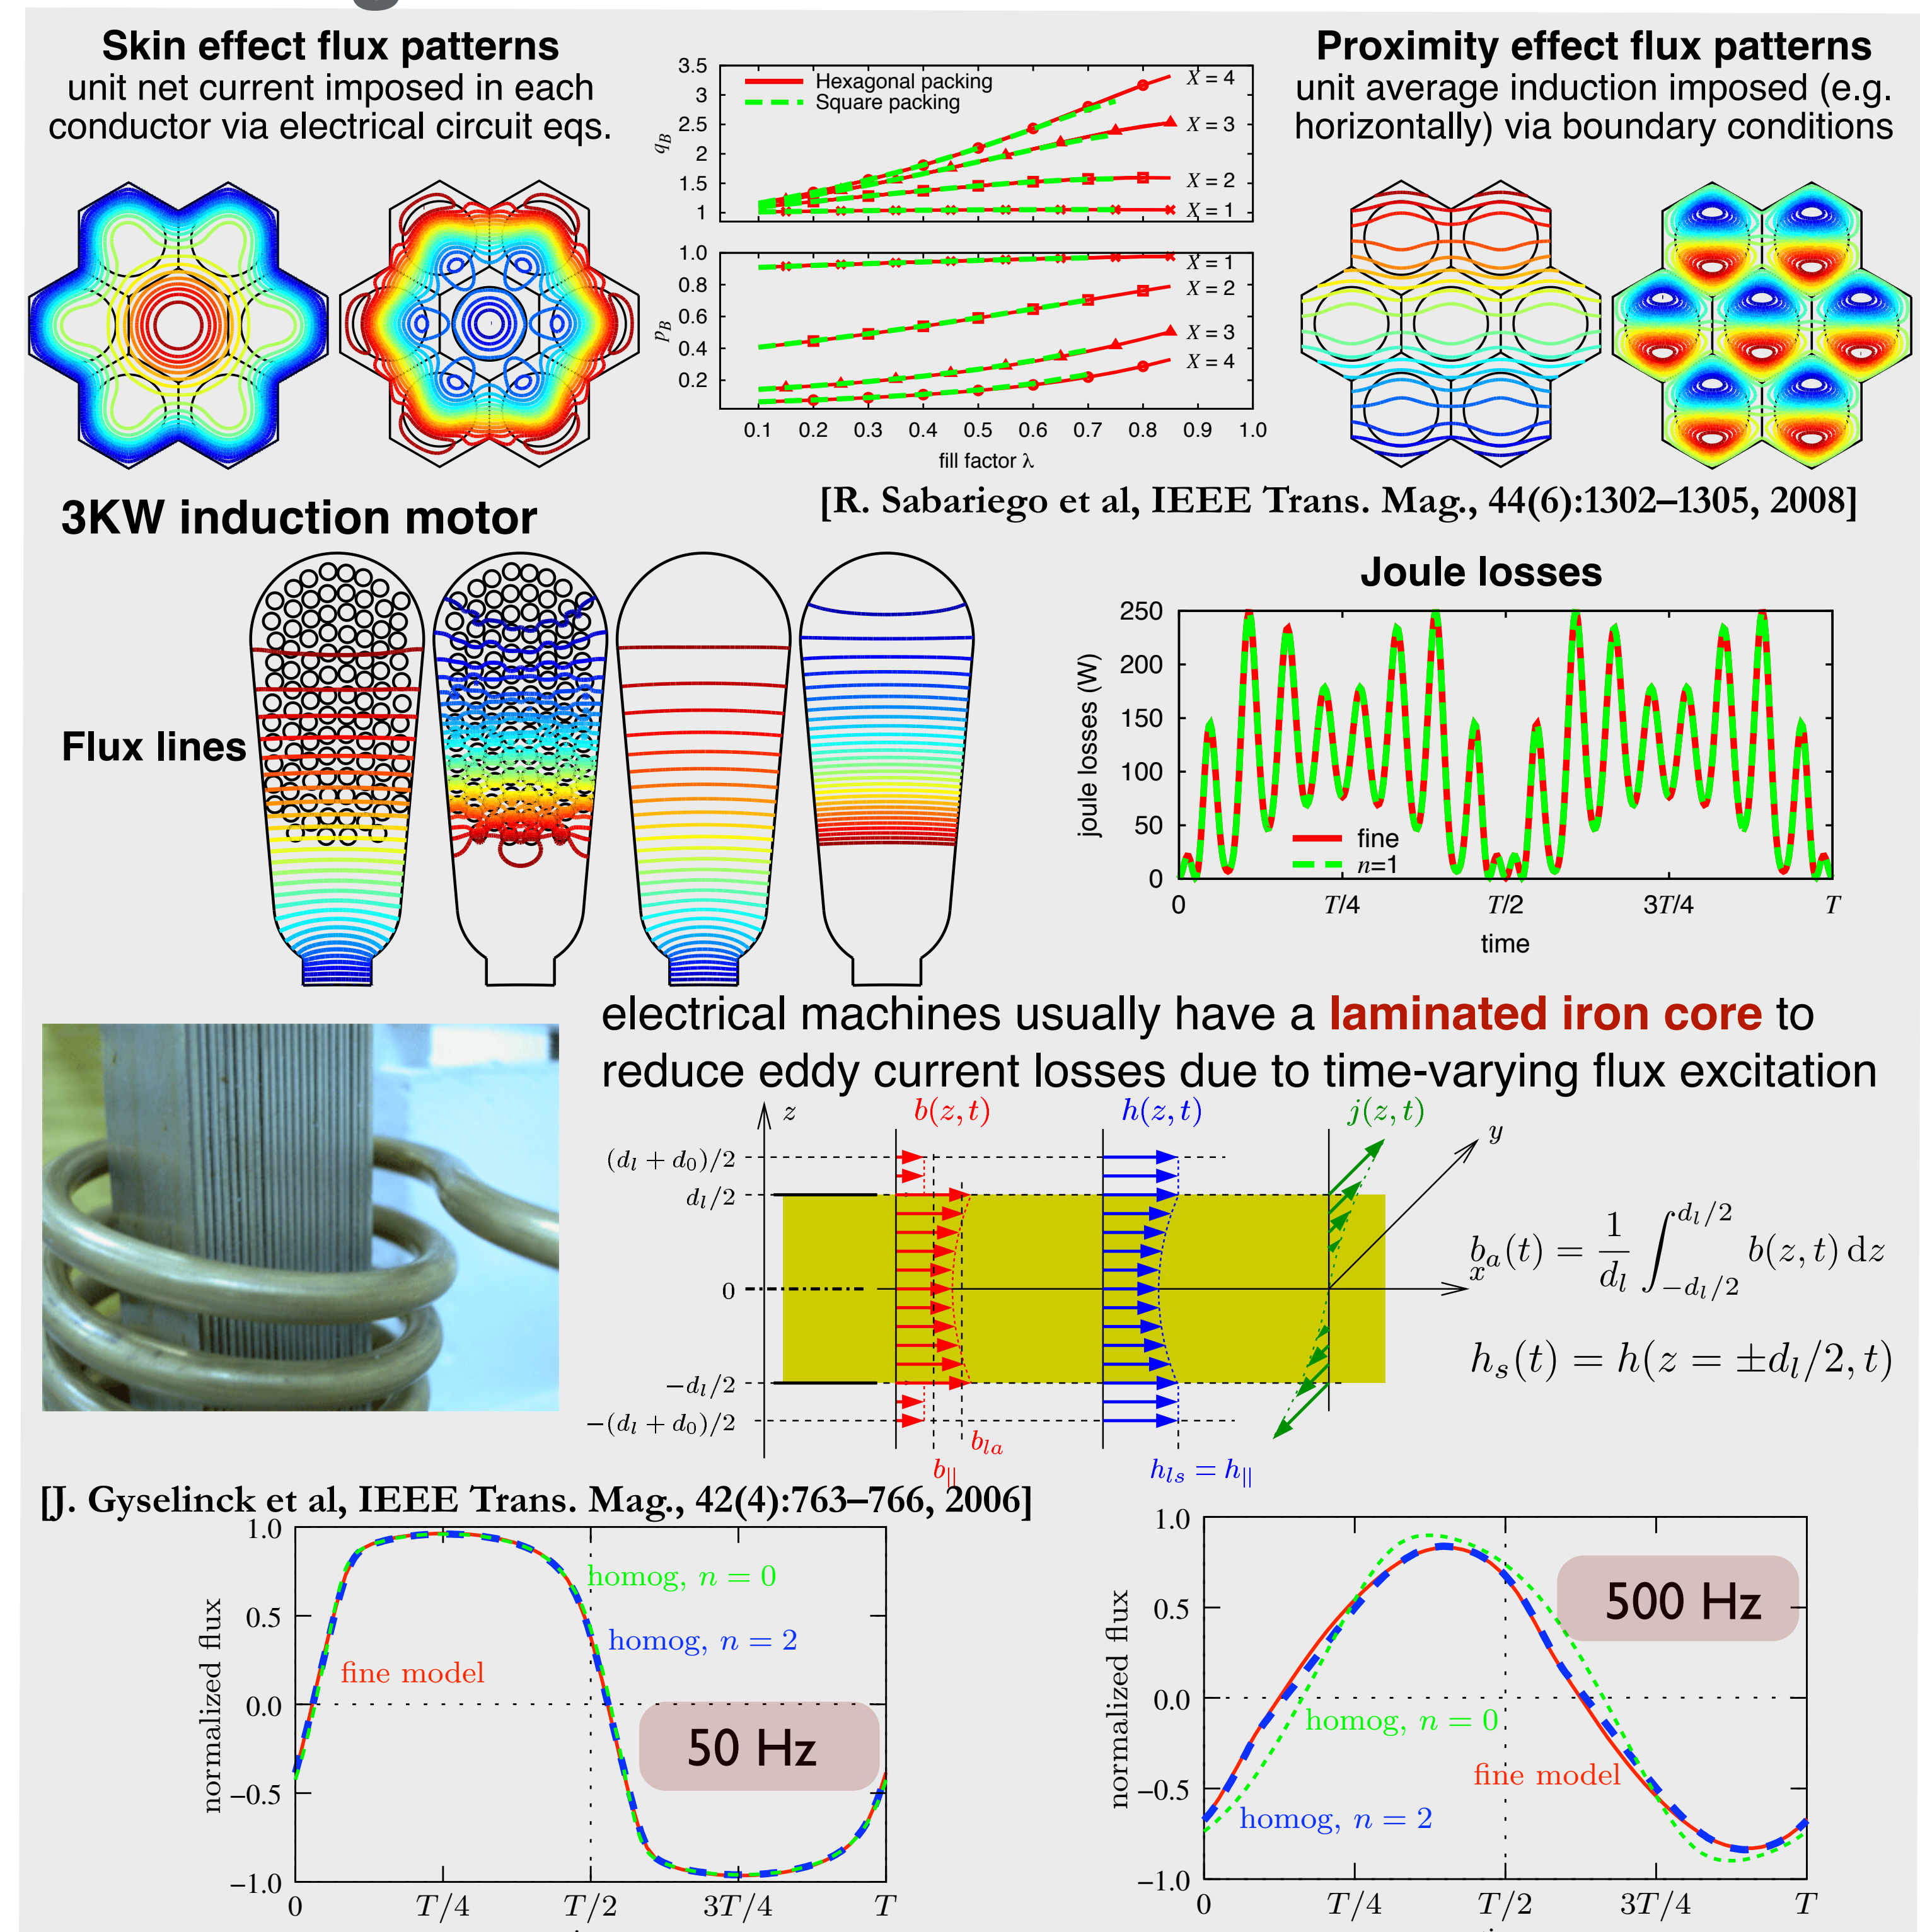 Skin effect flux patterns
unit net current imposed in each
conductor via electrical circuit eqs.
3.5
3
2.5
2
1.5
1
q_B
Hexagonal packing
Square packing
X = 4
X = 3
X = 2
X = 1
1.0
0.8
0.6
0.4
0.2
p_B
X = 1
X = 2
X = 3
X = 4
0.1 0.2 0.3 0.4 0.5 0.6 0.7 0.8 0.9 1.0
fill factor λ
Proximity effect flux patterns
unit average induction imposed (e.g.
horizontally) via boundary conditions
[R. Sabariego et al, IEEE Trans. Mag., 44(6):1302–1305, 2008]
3KW induction motor
Flux lines
Joule losses
250
200
150
100
50
0
joule losses (W)
fine
n=1
0 T/4 T/2 3T/4 T
time
electrical machines usually have a laminated iron core to
reduce eddy current losses due to time-varying flux excitation
z b(z, t) h(z, t) j(z, t)
y
(d_l + d_0)/2
d_l/2
0
−d_l/2
−(d_l + d_0)/2
x
b_la
b_∥
h_ls = h_∥
b_a(t) = 1/d_l ∫_{−d_l/2}^{d_l/2} b(z, t) dz
h_s(t) = h(z = ±d_l/2, t)
[J. Gyselinck et al, IEEE Trans. Mag., 42(4):763–766, 2006]
1.0
0.5
0.0
−0.5
−1.0
normalized flux
homog, n = 0
homog, n = 2
fine model
50 Hz
0 T/4 T/2 3T/4 T
1.0
0.5
0.0
−0.5
−1.0
normalized flux
500 Hz
homog, n = 0
fine model
homog, n = 2
0 T/4 T/2 3T/4 T